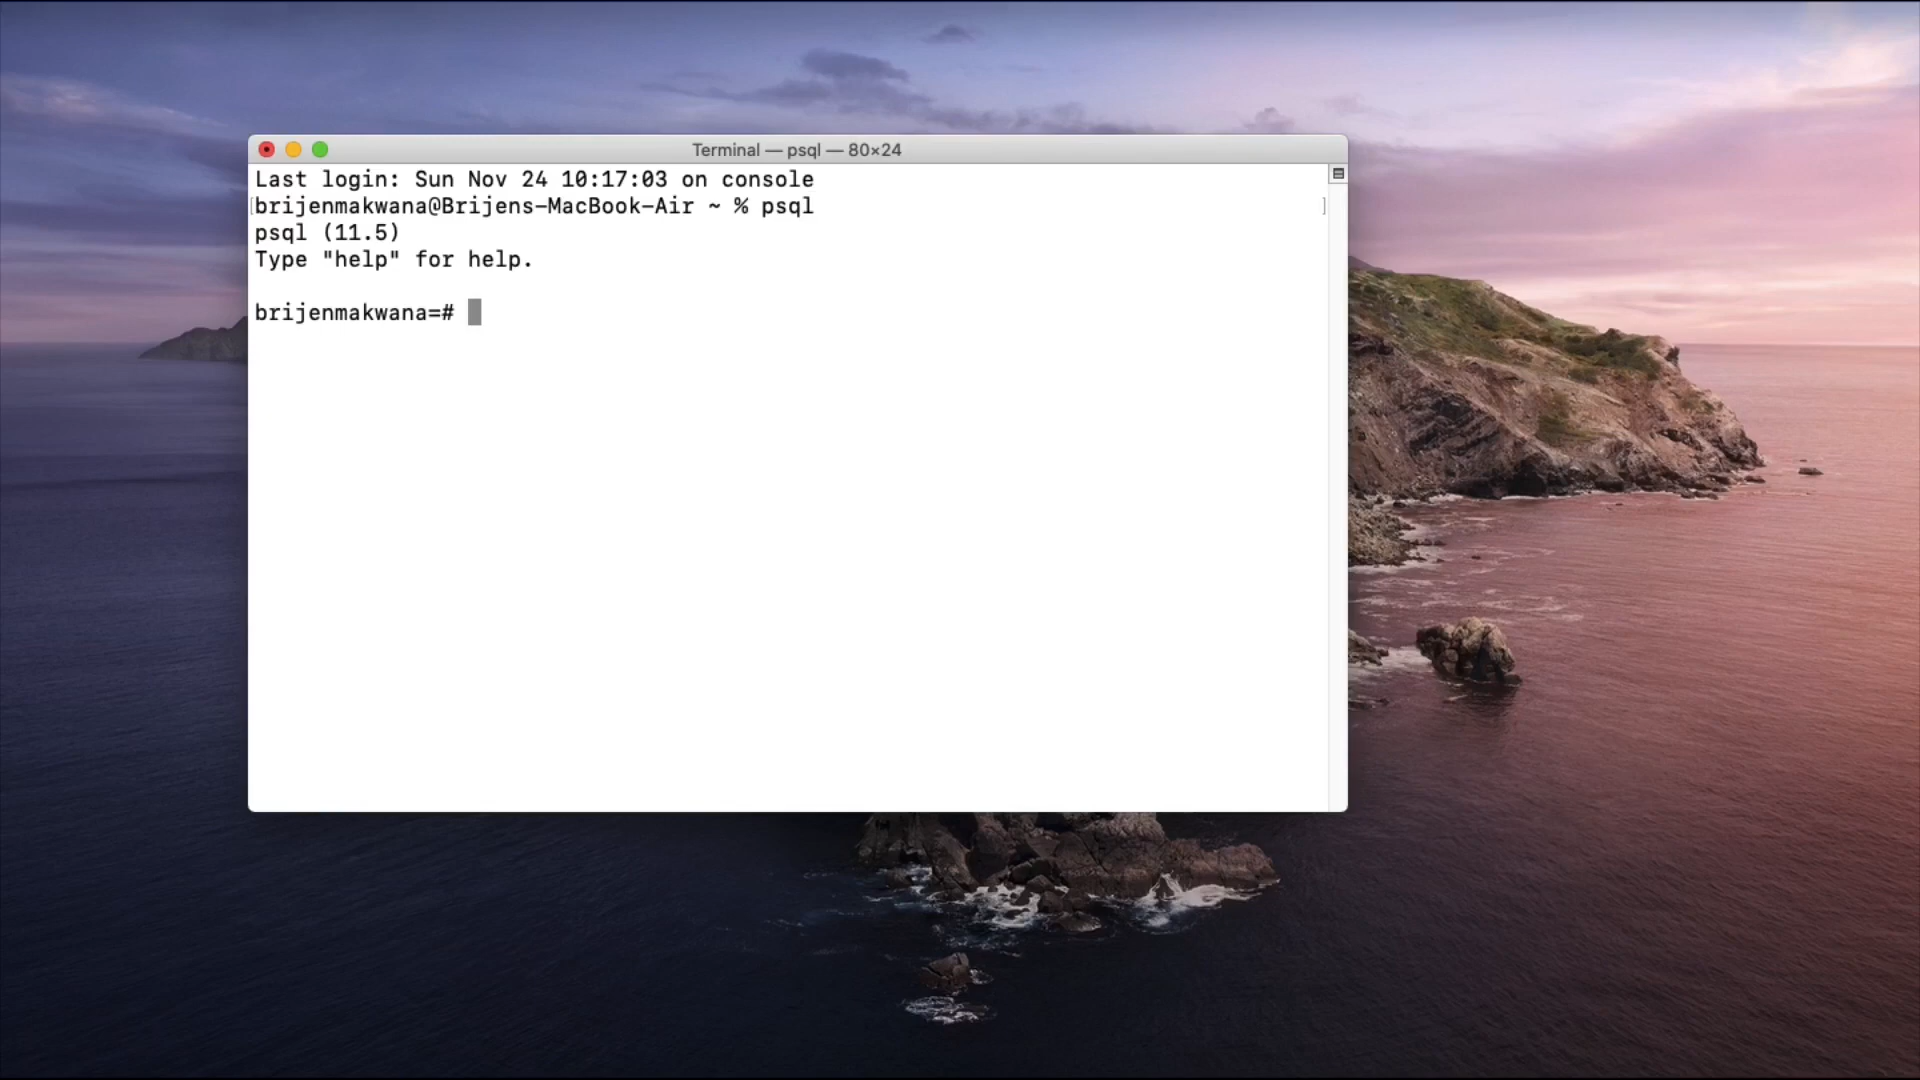 Terminal — psql — 80×24
Last login: Sun Nov 24 10:17:03 on console
[brijenmakwana@Brijens-MacBook-Air ~ % psql ]
psql (11.5)
Type "help" for help.
brijenmakwana=#